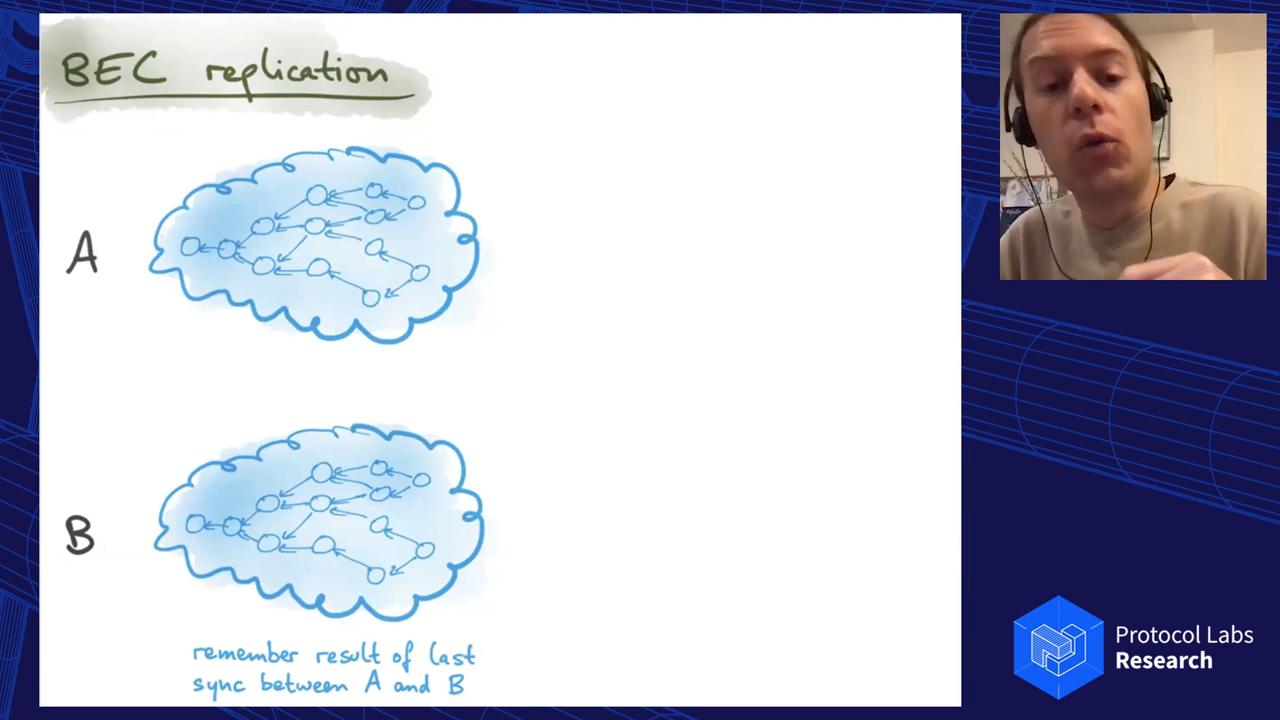 BEC replication
A
B
remember result of last
sync between A and B
Protocol Labs
Research